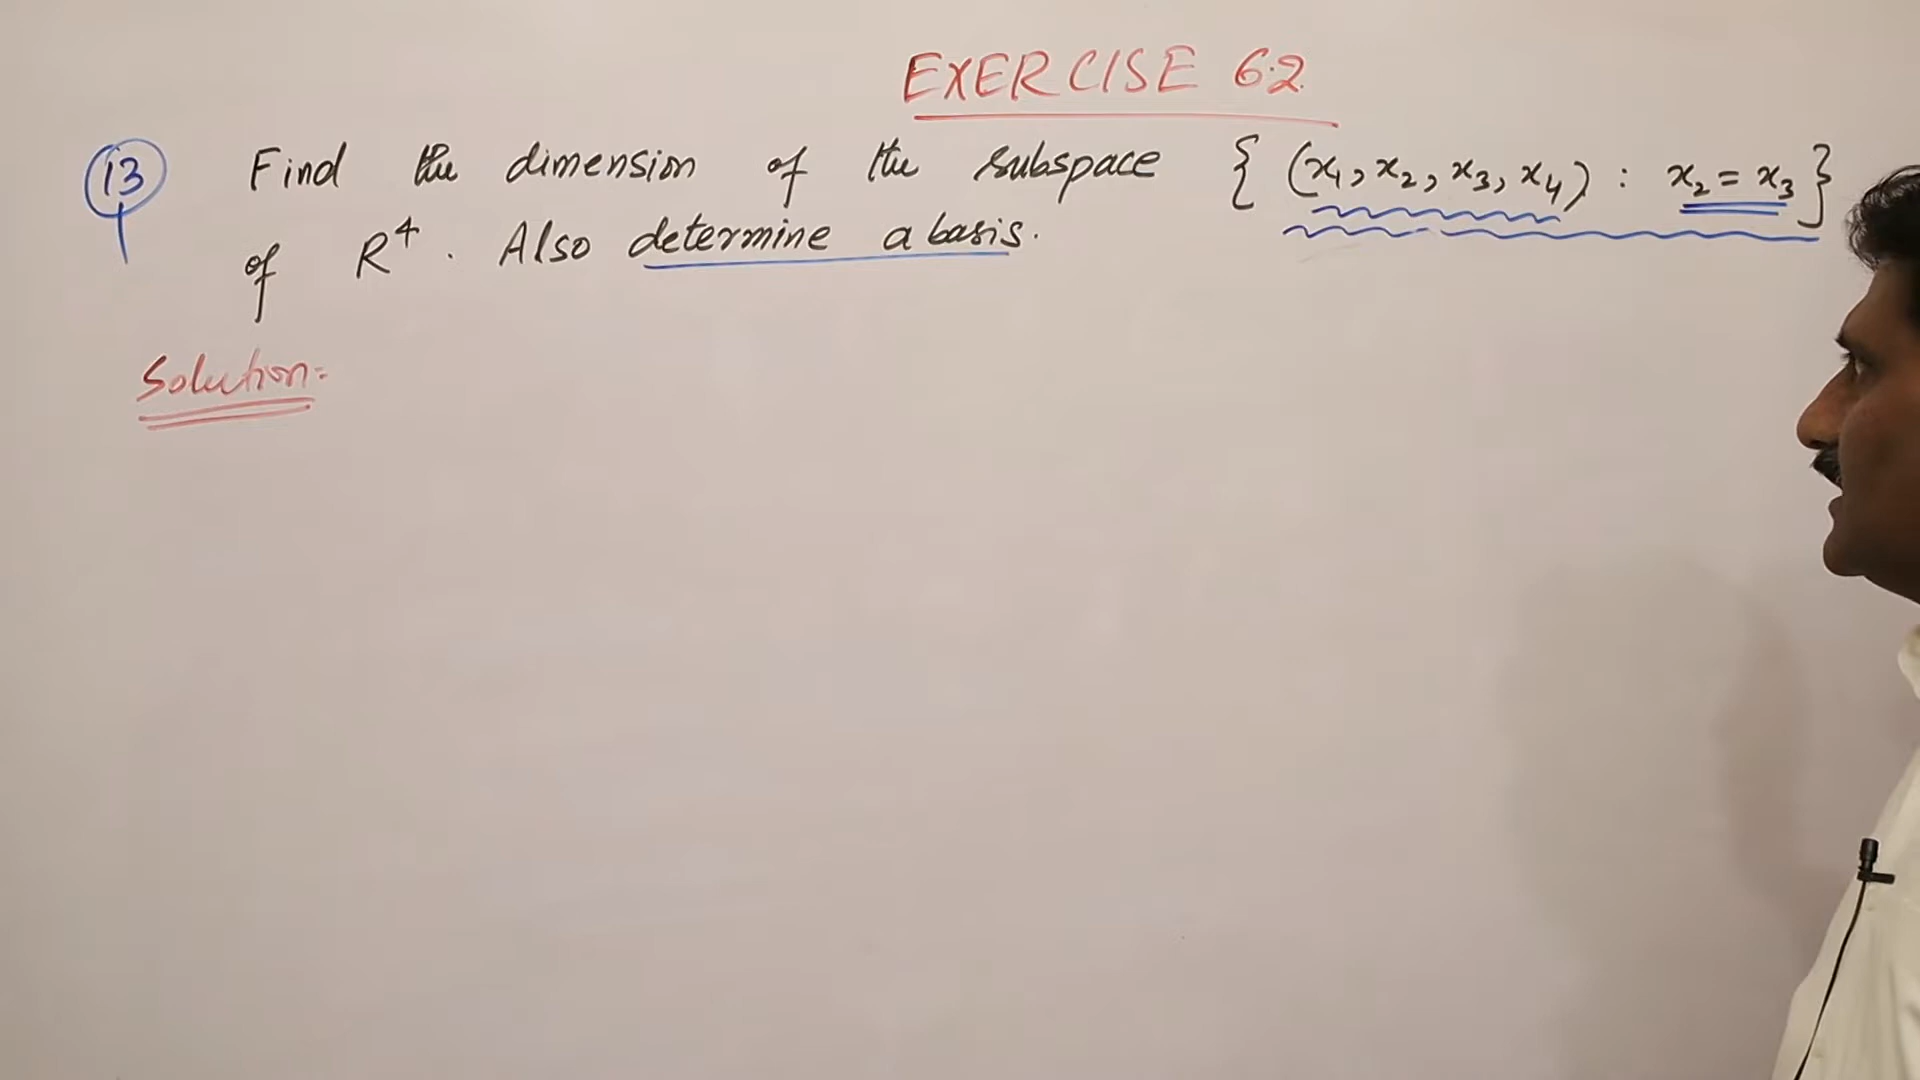 EXERCISE 6.2
13 Find the dimension of the subspace { (x₁, x₂, x₃, x₄) : x₂ = x₃ }
of R⁴. Also determine a basis.
Solution: